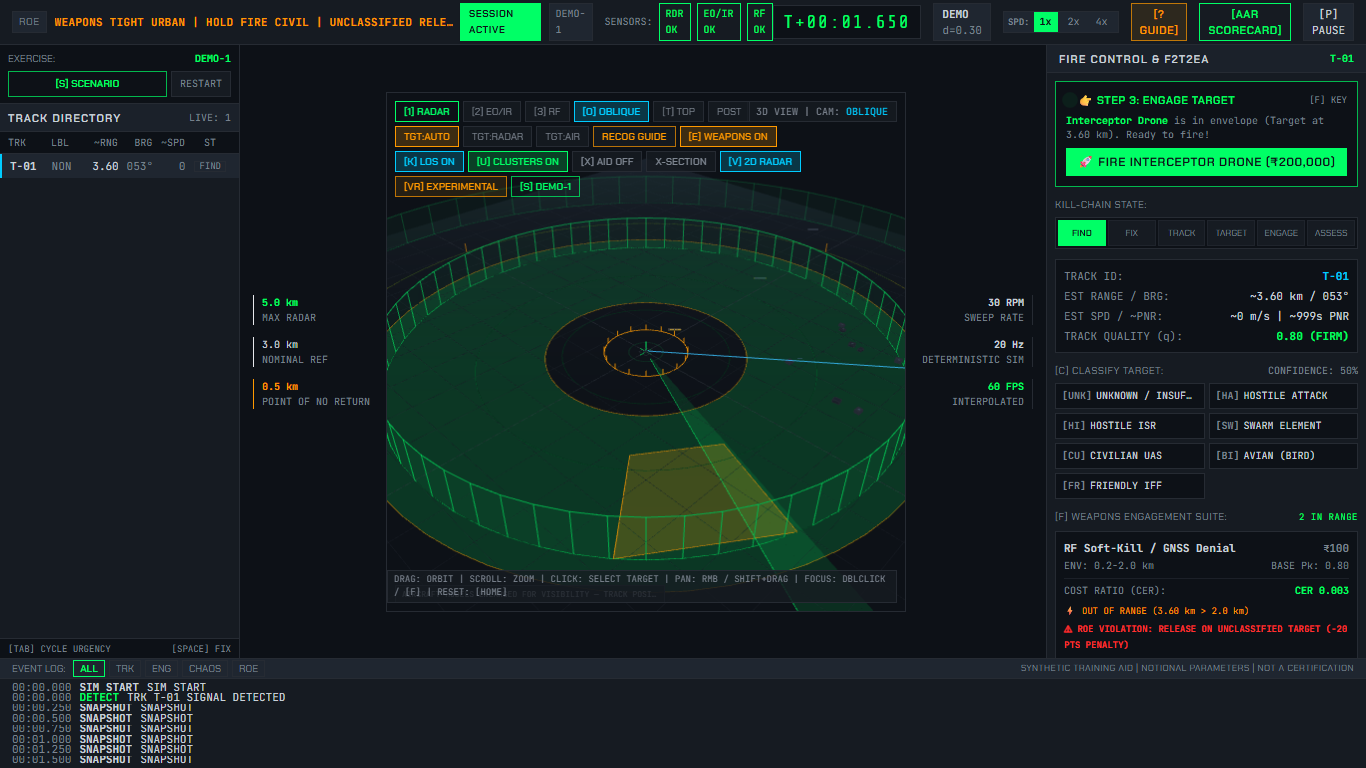 ROE
WEAPONS TIGHT URBAN | HOLD FIRE CIVIL | UNCLASSIFIED RELE…
SESSION ACTIVE
DEMO-1
SENSORS:
RDR OK
EO/IR OK
RF OK
T+00:01.650
DEMO
d=0.30
SPD: 1x 2x 4x
[? GUIDE]
[AAR SCORECARD]
[P] PAUSE
EXERCISE: DEMO-1
[S] SCENARIO RESTART
TRACK DIRECTORY LIVE: 1
TRK LBL ~RNG BRG ~SPD ST
T-01 NON 3.60 053° 0 FIND
[TAB] CYCLE URGENCY [SPACE] FIX
[1] RADAR [2] EO/IR [3] RF [O] OBLIQUE [T] TOP POST 3D VIEW | CAM: OBLIQUE
TGT:AUTO TGT:RADAR TGT:AIR RECOG GUIDE [E] WEAPONS ON
[K] LOS ON [U] CLUSTERS ON [X] AID OFF X-SECTION [V] 2D RADAR
[VR] EXPERIMENTAL [S] DEMO-1
5.0 km
MAX RADAR
3.0 km
NOMINAL REF
0.5 km
POINT OF NO RETURN
30 RPM
SWEEP RATE
20 Hz
DETERMINISTIC SIM
60 FPS
INTERPOLATED
DRAG: ORBIT | SCROLL: ZOOM | CLICK: SELECT TARGET | PAN: RMB / SHIFT+DRAG | FOCUS: DBLCLICK
/ [F] | RESET: [HOME]
FIRE CONTROL & F2T2EA T-01
👉 STEP 3: ENGAGE TARGET [F] KEY
Interceptor Drone is in envelope (Target at
3.60 km). Ready to fire!
🚀 FIRE INTERCEPTOR DRONE [₹200,000]
KILL-CHAIN STATE:
FIND FIX TRACK TARGET ENGAGE ASSESS
TRACK ID: T-01
EST RANGE / BRG: ~3.60 km / 053°
EST SPD / ~PNR: ~0 m/s | ~999s PNR
TRACK QUALITY (q): 0.80 (FIRM)
[C] CLASSIFY TARGET: CONFIDENCE: 50%
[UNK] UNKNOWN / INSUF… [HA] HOSTILE ATTACK
[HI] HOSTILE ISR [SW] SWARM ELEMENT
[CU] CIVILIAN UAS [BI] AVIAN (BIRD)
[FR] FRIENDLY IFF
[F] WEAPONS ENGAGEMENT SUITE: 2 IN RANGE
RF Soft-Kill / GNSS Denial ₹100
ENV: 0.2-2.0 km BASE Pk: 0.80
COST RATIO (CER): CER 0.003
⚡ OUT OF RANGE (3.60 km > 2.0 km)
⚠ ROE VIOLATION: RELEASE ON UNCLASSIFIED TARGET (-20
PTS PENALTY)
EVENT LOG: ALL TRK ENG CHAOS ROE
SYNTHETIC TRAINING AID | NOTIONAL PARAMETERS | NOT A CERTIFICATION
00:00.000 SIM START SIM START
00:00.000 DETECT TRK T-01 SIGNAL DETECTED
00:00.250 SNAPSHOT SNAPSHOT
00:00.500 SNAPSHOT SNAPSHOT
00:00.750 SNAPSHOT SNAPSHOT
00:01.000 SNAPSHOT SNAPSHOT
00:01.250 SNAPSHOT SNAPSHOT
00:01.500 SNAPSHOT SNAPSHOT